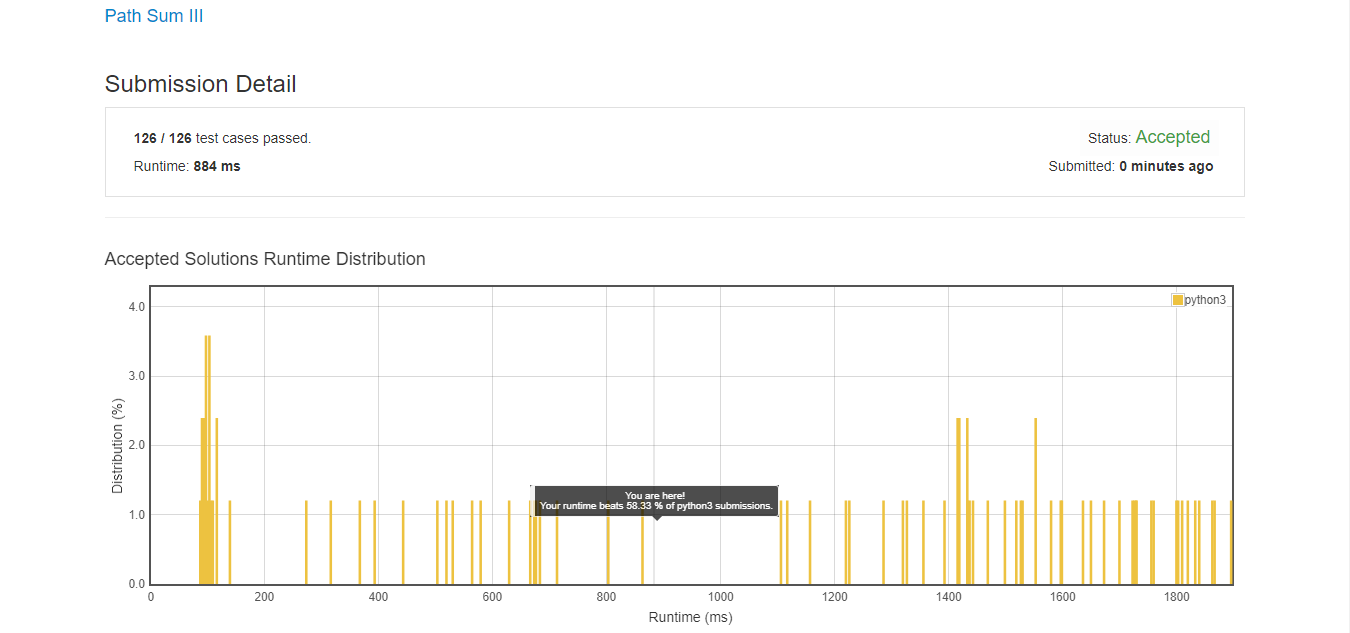 Path Sum III
Submission Detail
126 / 126 test cases passed.
Status: Accepted
Runtime: 884 ms
Submitted: 0 minutes ago
Accepted Solutions Runtime Distribution
python3
4.0
3.0
2.0
1.0
0.0
Distribution (%)
You are here!
Your runtime beats 58.33 % of python3 submissions.
0 200 400 600 800 1000 1200 1400 1600 1800
Runtime (ms)